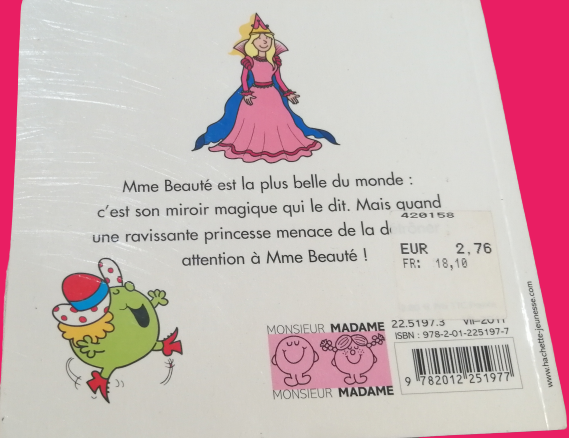 Mme Beauté est la plus belle du monde :
c'est son miroir magique qui le dit. Mais quand
une ravissante princesse menace de la
attention à Mme Beauté !
420158
EUR 2,76
FR: 18,10
MONSIEUR MADAME
MONSIEUR MADAME
22.5197.3 VII-2011
ISBN : 978-2-01-225197-7
9 782012 251977
www.hachette-jeunesse.com